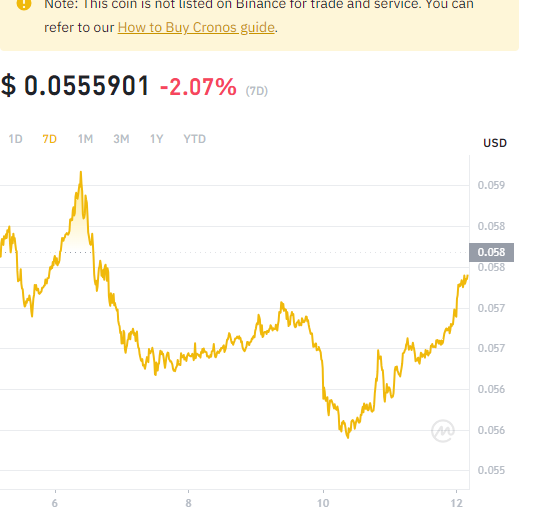 Note: This coin is not listed on Binance for trade and service. You can
refer to our How to Buy Cronos guide.
$ 0.0555901 -2.07% (7D)
1D 7D 1M 3M 1Y YTD
USD
0.059
0.058
0.058
0.058
0.057
0.057
0.056
0.056
0.055
6 8 10 12